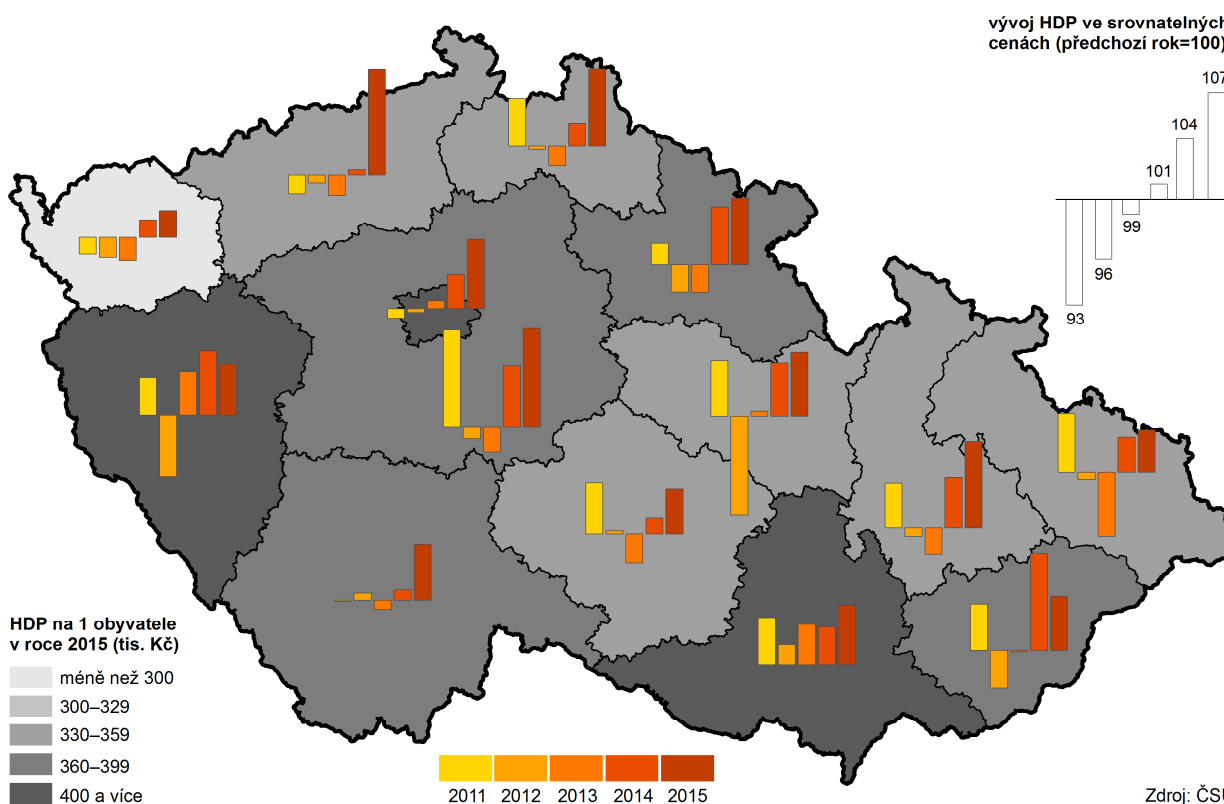 vývoj HDP ve srovnatelných
cenách (předchozí rok=100)
107
104
101
99
96
93
HDP na 1 obyvatele
v roce 2015 (tis. Kč)
méně než 300
300–329
330–359
360–399
400 a více
2011 2012 2013 2014 2015
Zdroj: ČSÚ